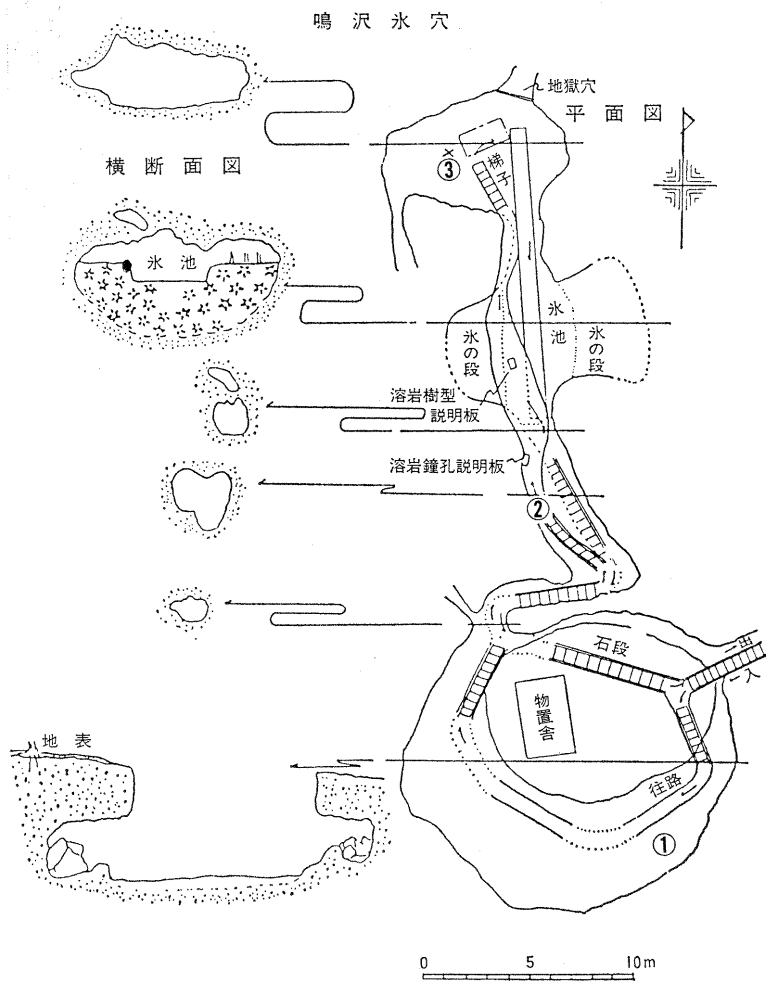 鳴沢氷穴
地獄穴
平面図
横断面図
③
梯子
氷池
氷池
氷の段
氷の段
溶岩樹型
説明板
溶岩鐘孔説明板
②
石段
出
入
物置舎
地表
往路
①
0 5 10m